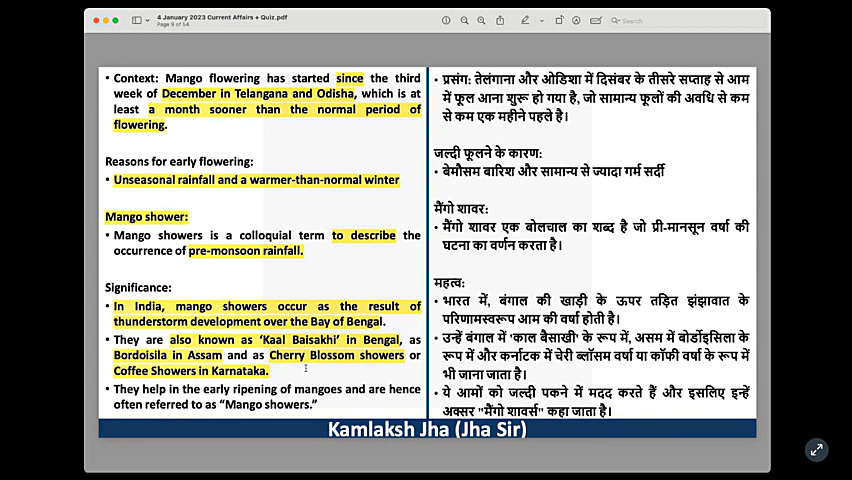 4 January 2023 Current Affairs + Quiz.pdf
Page 9 of 54
Search
• Context: Mango flowering has started since the third
week of December in Telangana and Odisha, which is at
least a month sooner than the normal period of
flowering.
Reasons for early flowering:
• Unseasonal rainfall and a warmer-than-normal winter
Mango shower:
• Mango showers is a colloquial term to describe the
occurrence of pre-monsoon rainfall.
Significance:
• In India, mango showers occur as the result of
thunderstorm development over the Bay of Bengal.
• They are also known as ‘Kaal Baisakhi’ in Bengal, as
Bordoisila in Assam and as Cherry Blossom showers or
Coffee Showers in Karnataka.
• They help in the early ripening of mangoes and are hence
often referred to as “Mango showers.”
• प्रसंग: तेलंगाना और ओडिशा में दिसंबर के तीसरे सप्ताह से आम
में फूल आना शुरू हो गया है, जो सामान्य फूलों की अवधि से कम
से कम एक महीने पहले है।
जल्दी फूलने के कारण:
• बेमौसम बारिश और सामान्य से ज्यादा गर्म सर्दी
मैंगो शावर:
• मैंगो शावर एक बोलचाल का शब्द है जो प्री-मानसून वर्षा की
घटना का वर्णन करता है।
महत्व:
• भारत में, बंगाल की खाड़ी के ऊपर तड़ित झंझावात के
परिणामस्वरूप आम की वर्षा होती है।
• उन्हें बंगाल में 'काल बैसाखी' के रूप में, असम में बोर्डोइसिला के
रूप में और कर्नाटक में चेरी ब्लॉसम वर्षा या कॉफी वर्षा के रूप में
भी जाना जाता है।
• ये आमों को जल्दी पकने में मदद करते हैं और इसलिए इन्हें
अक्सर "मैंगो शावर्स" कहा जाता है।
Kamlaksh Jha (Jha Sir)